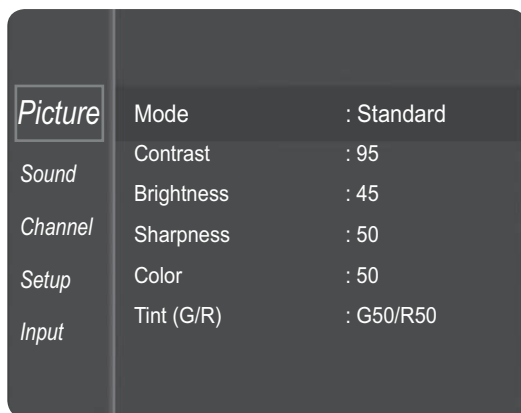 Picture
Sound
Channel
Setup
Input
Mode : Standard
Contrast : 95
Brightness : 45
Sharpness : 50
Color : 50
Tint (G/R) : G50/R50